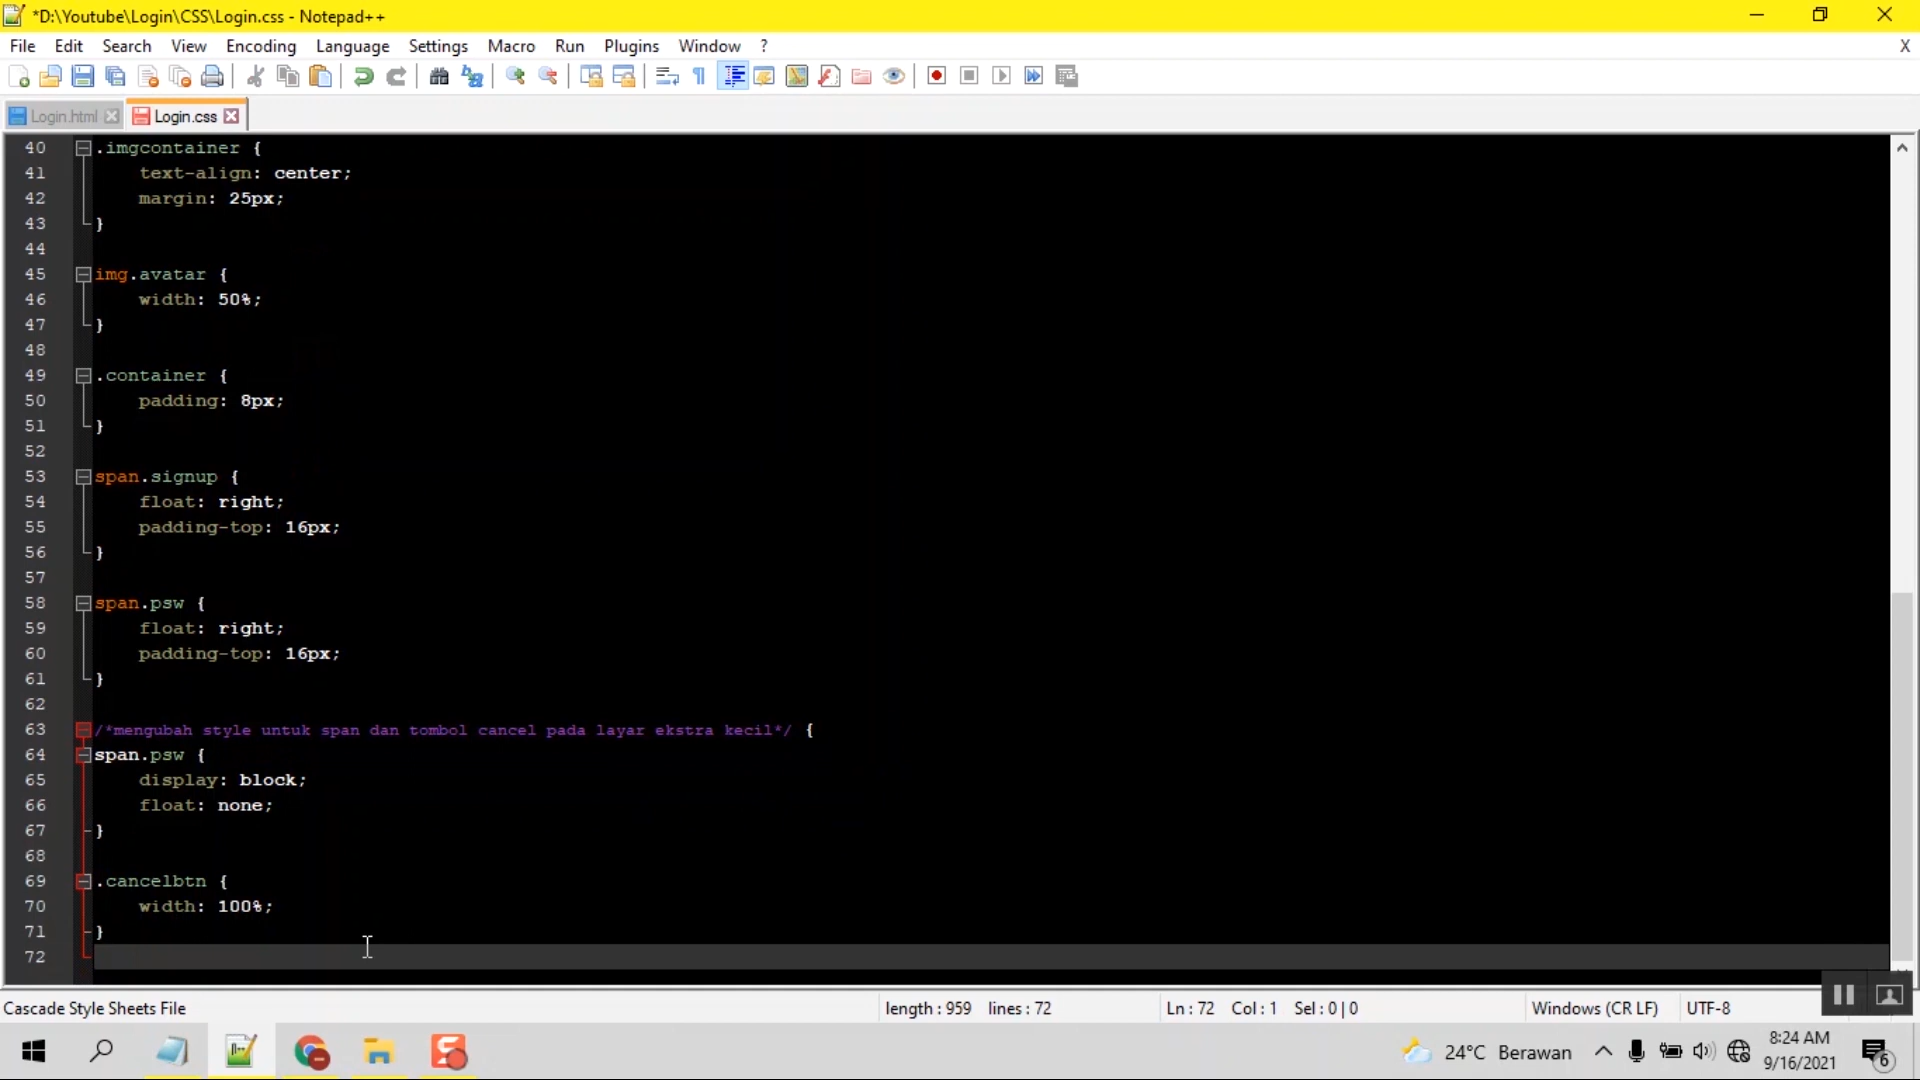 *D:\Youtube\Login\CSS\Login.css - Notepad++
File Edit Search View Encoding Language Settings Macro Run Plugins Window ? X
Login.html Login.css
40 .imgcontainer {
41 text-align: center;
42 margin: 25px;
43 }
44
45 img.avatar {
46 width: 50%;
47 }
48
49 .container {
50 padding: 8px;
51 }
52
53 span.signup {
54 float: right;
55 padding-top: 16px;
56 }
57
58 span.psw {
59 float: right;
60 padding-top: 16px;
61 }
62
63 /*mengubah style untuk span dan tombol cancel pada layar ekstra kecil*/ {
64 span.psw {
65 display: block;
66 float: none;
67 }
68
69 .cancelbtn {
70 width: 100%;
71 }
72
Cascade Style Sheets File length : 959 lines : 72 Ln : 72 Col : 1 Sel : 0 | 0 Windows (CR LF) UTF-8
24°C Berawan 8:24 AM
9/16/2021 6